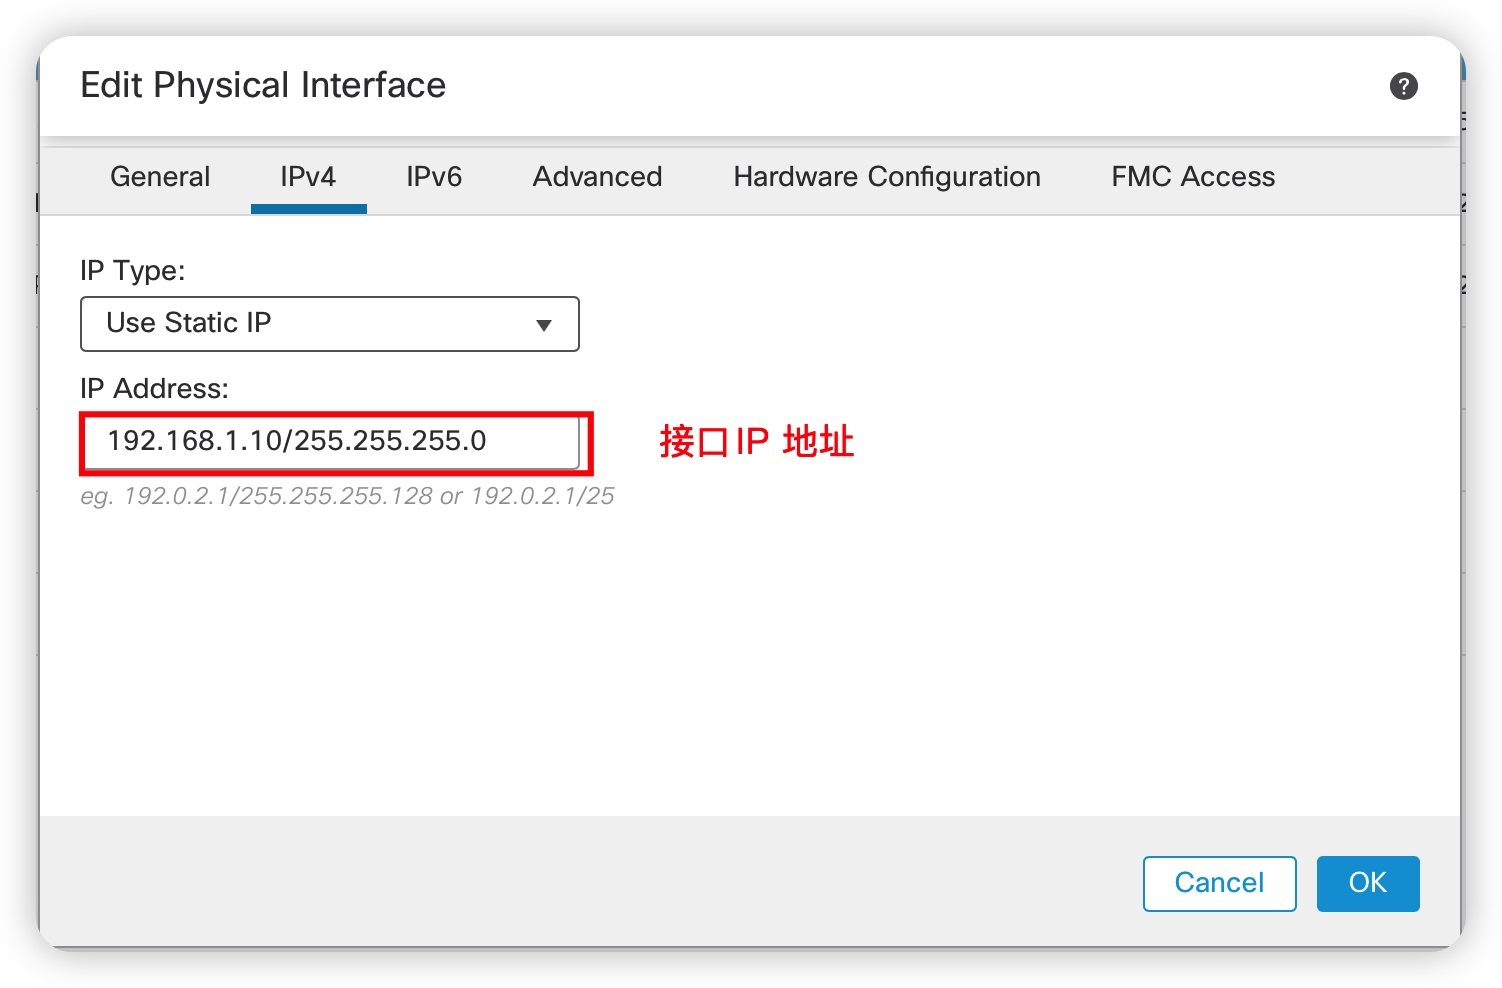 Edit Physical Interface
?
General IPv4 IPv6 Advanced Hardware Configuration FMC Access
IP Type:
Use Static IP
IP Address:
192.168.1.10/255.255.255.0 接口IP 地址
eg. 192.0.2.1/255.255.255.128 or 192.0.2.1/25
Cancel OK